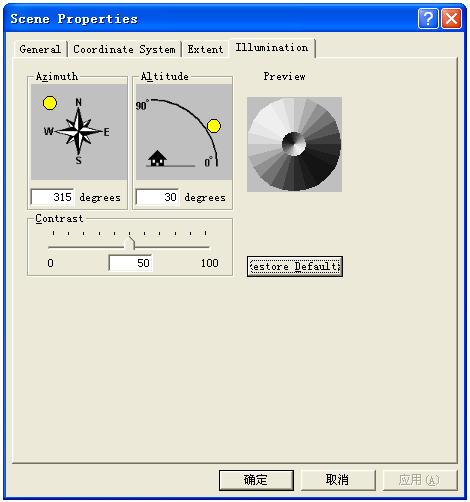 Scene Properties
General Coordinate System Extent Illumination
Azimuth Altitude Preview
N
W E
S
90°
0°
315 degrees 30 degrees
Contrast
0 50 100
estore Default
确定 取消 应用(A)